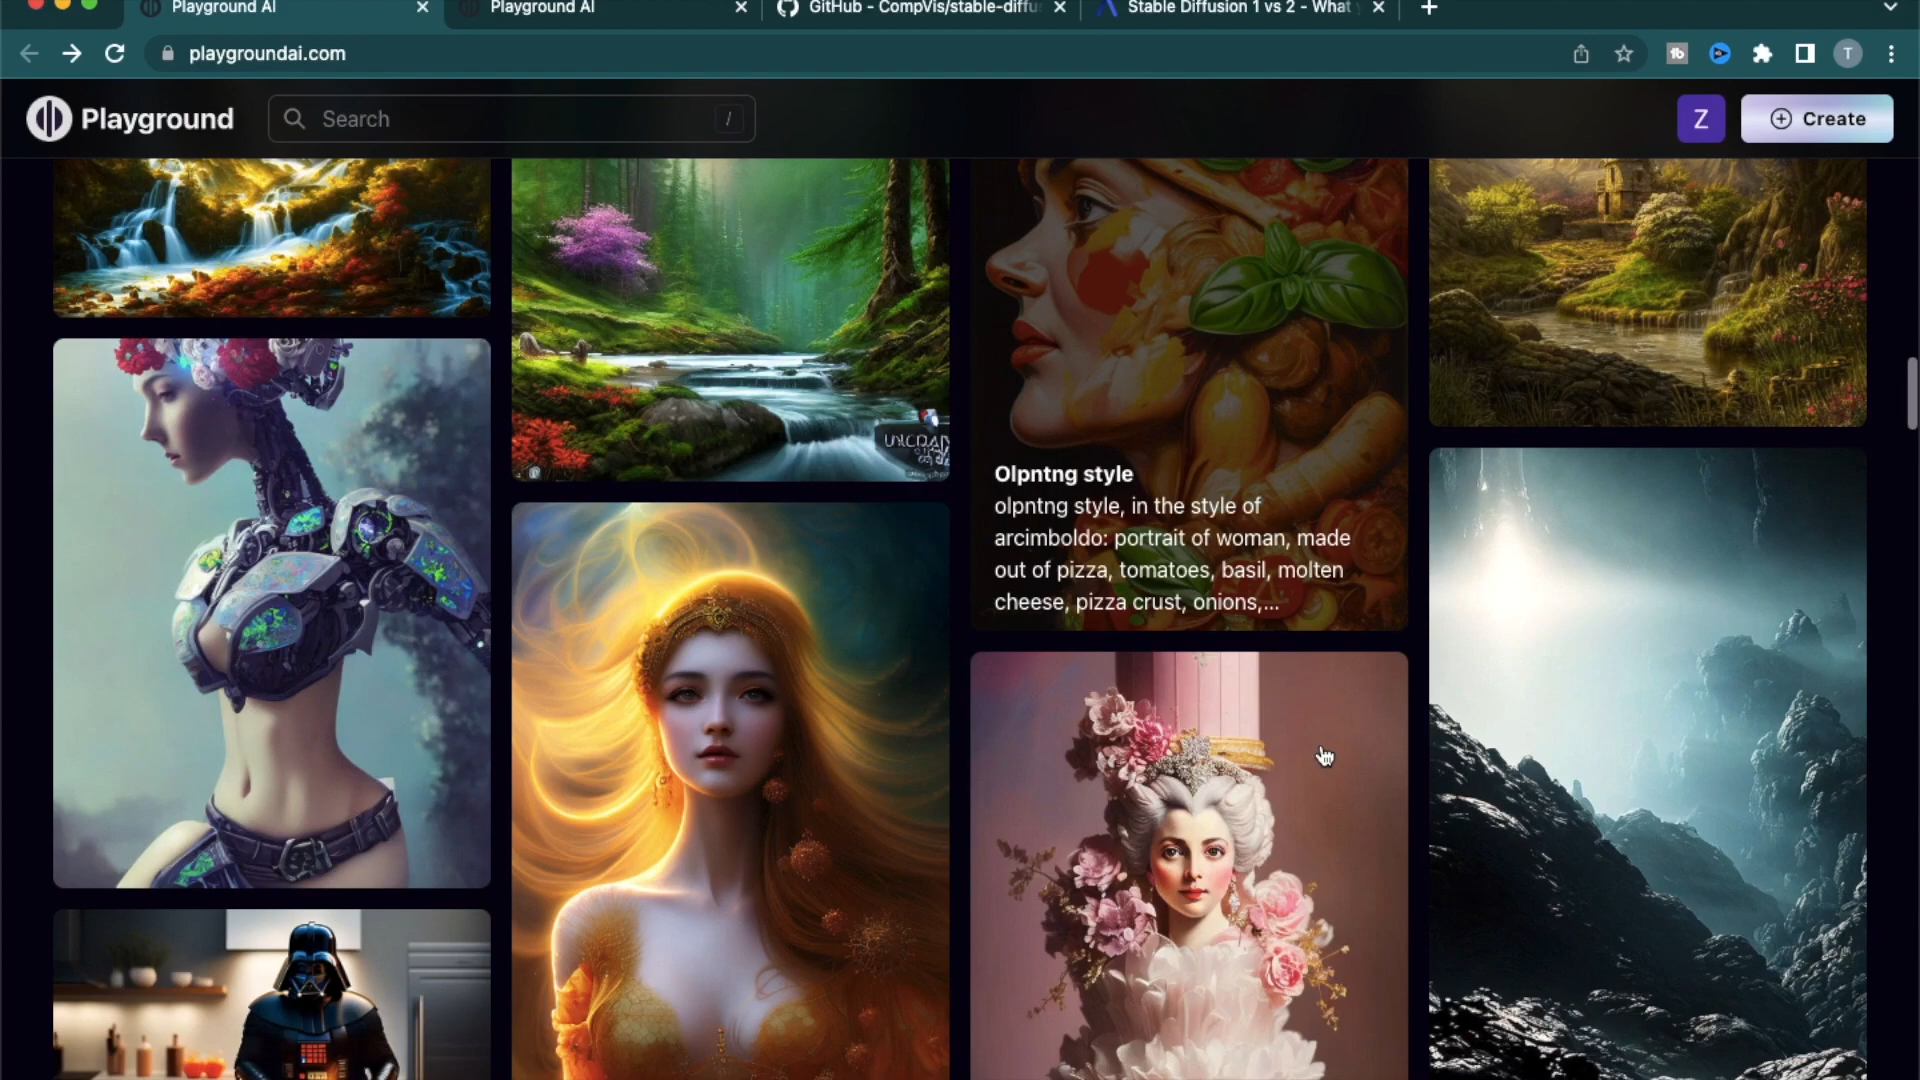 Playground AI
Playground AI
GitHub - CompVis/stable-diffu
Stable Diffusion 1 vs 2 - What
playgroundai.com
T
Playground
Search
/
Z
Create
Olpntng style
olpntng style, in the style of
arcimboldo: portrait of woman, made
out of pizza, tomatoes, basil, molten
cheese, pizza crust, onions,...